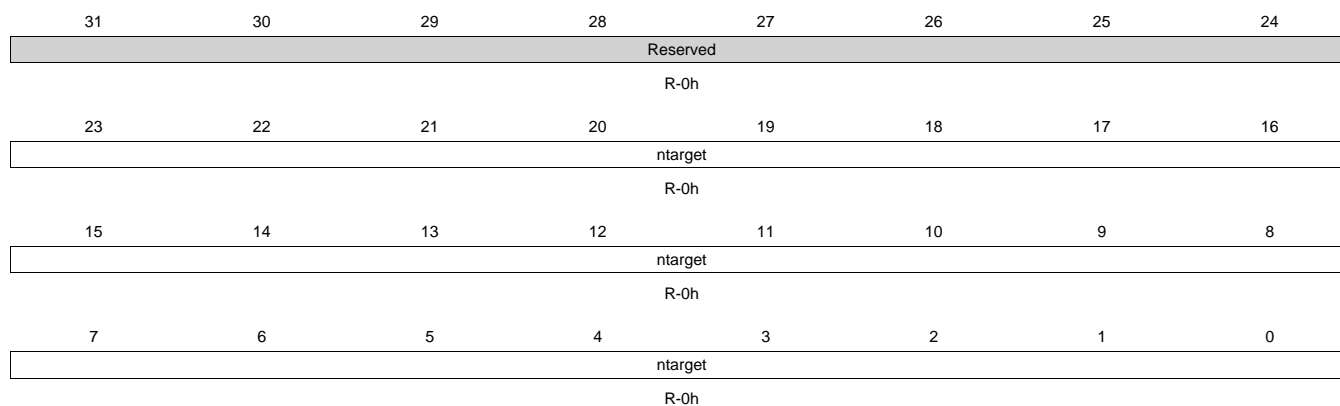 31 30 29 28 27 26 25 24
Reserved
R-0h
23 22 21 20 19 18 17 16
ntarget
R-0h
15 14 13 12 11 10 9 8
ntarget
R-0h
7 6 5 4 3 2 1 0
ntarget
R-0h